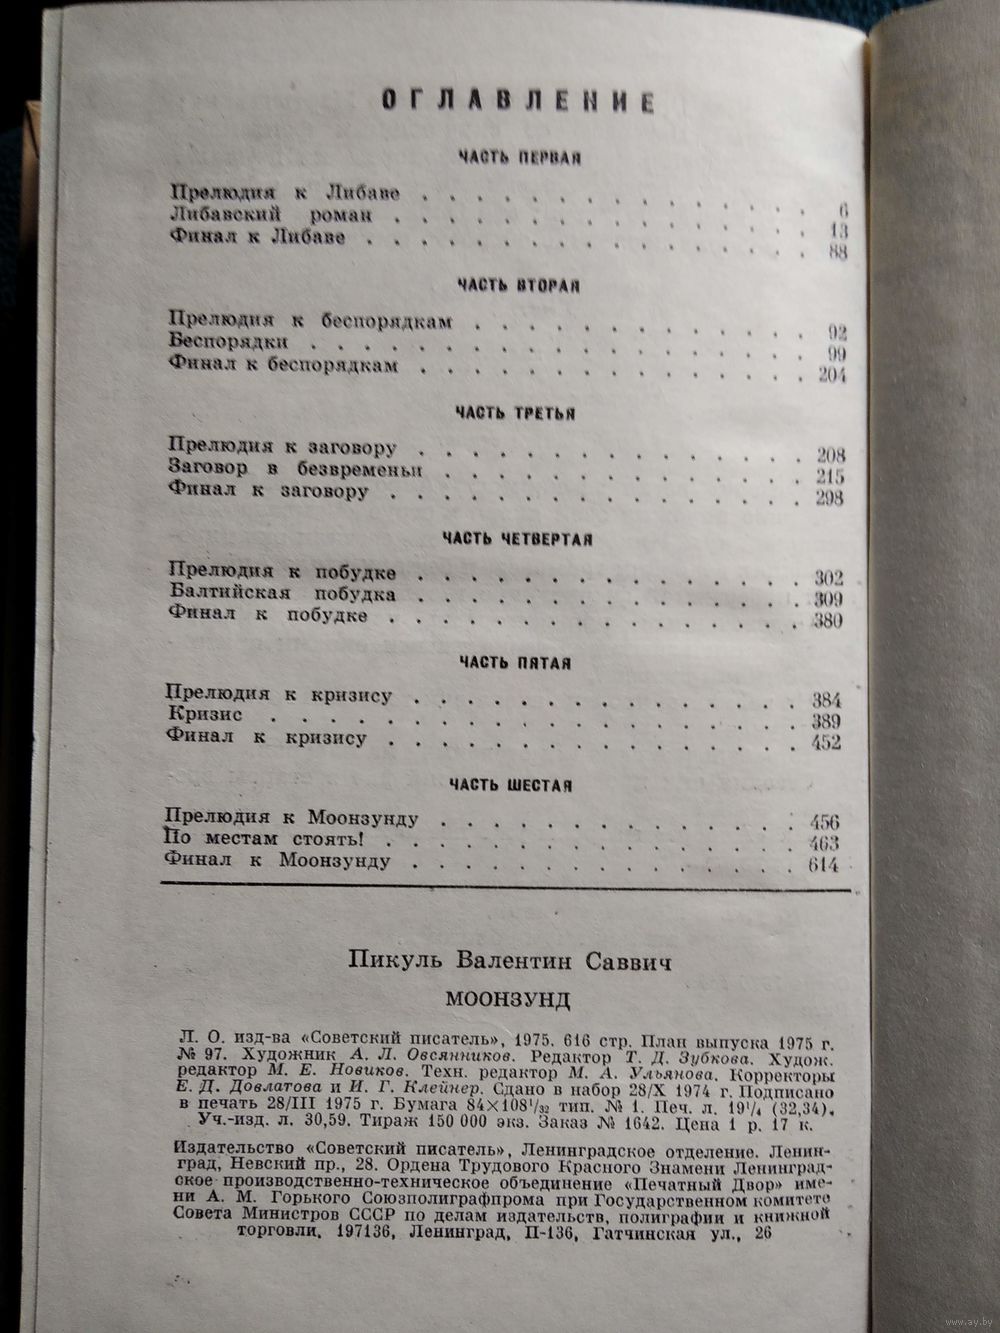 ОГЛАВЛЕНИЕ
ЧАСТЬ ПЕРВАЯ
Прелюдия к Либаве . . . . . . . . . . . . . . 6
Либавский роман . . . . . . . . . . . . . . . 13
Финал к Либаве . . . . . . . . . . . . . . . . 88
ЧАСТЬ ВТОРАЯ
Прелюдия к беспорядкам . . . . . . . . . . . . 92
Беспорядки . . . . . . . . . . . . . . . . . . 99
Финал к беспорядкам . . . . . . . . . . . . . . 204
ЧАСТЬ ТРЕТЬЯ
Прелюдия к заговору . . . . . . . . . . . . . . 208
Заговор в безвременьи . . . . . . . . . . . . . 215
Финал к заговору . . . . . . . . . . . . . . . 298
ЧАСТЬ ЧЕТВЕРТАЯ
Прелюдия к побудке . . . . . . . . . . . . . . 302
Балтийская побудка . . . . . . . . . . . . . . 309
Финал к побудке . . . . . . . . . . . . . . . 380
ЧАСТЬ ПЯТАЯ
Прелюдия к кризису . . . . . . . . . . . . . . 384
Кризис . . . . . . . . . . . . . . . . . . . 389
Финал к кризису . . . . . . . . . . . . . . . 452
ЧАСТЬ ШЕСТАЯ
Прелюдия к Моонзунду . . . . . . . . . . . . . 456
По местам стоять! . . . . . . . . . . . . . . . 463
Финал к Моонзунду . . . . . . . . . . . . . . 614
Пикуль Валентин Саввич
МООНЗУНД
Л. О. изд-ва «Советский писатель», 1975. 616 стр. План выпуска 1975 г.
№ 97. Художник А. Л. Овсянников. Редактор Т. Д. Зубкова. Худож.
редактор М. Е. Новиков. Техн. редактор М. А. Ульянова. Корректоры
Е. Д. Довлатова и И. Г. Клейнер. Сдано в набор 28/X 1974 г. Подписано
в печать 28/III 1975 г. Бумага 84×108¹/₃₂ тип. № 1. Печ. л. 19¹/₄ (32,34).
Уч.-изд. л. 30,59. Тираж 150 000 экз. Заказ № 1642. Цена 1 р. 17 к.
Издательство «Советский писатель», Ленинградское отделение. Ленин-
град, Невский пр., 28. Ордена Трудового Красного Знамени Ленинград-
ское производственно-техническое объединение «Печатный Двор» име-
ни А. М. Горького Союзполиграфпрома при Государственном комитете
Совета Министров СССР по делам издательств, полиграфии и книжной
торговли, 197136, Ленинград, П-136, Гатчинская ул., 26
www.ay.by